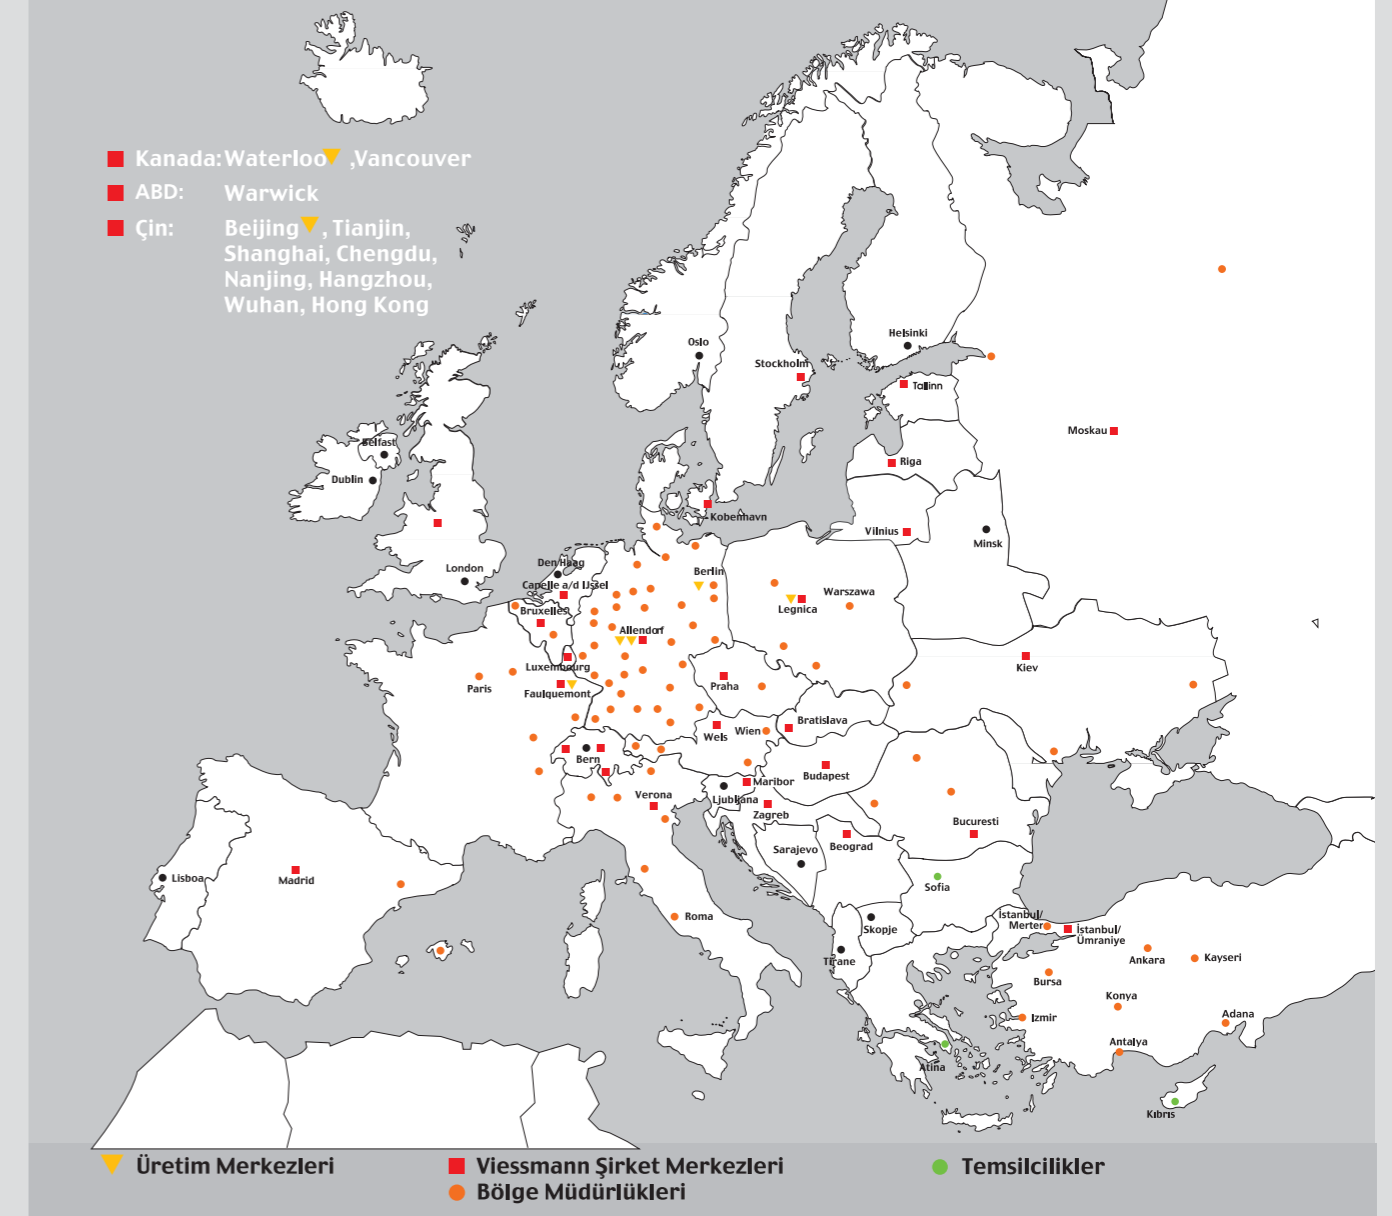 Kanada: Waterloo ,Vancouver
ABD: Warwick
Çin: Beijing , Tianjin,
Shanghai, Chengdu,
Nanjing, Hangzhou,
Wuhan, Hong Kong
Helsinki
Oslo
Stockholm
Talinn
Moskau
Belfast
Riga
Dublin
Kobenhavn
Vilnius
Minsk
Den Haag
London
Berlin
Capelle a/d IJssel
Warszawa
Legnica
Bruxelles
Allendorf
Luxembourg
Kiev
Paris
Faulquemont
Praha
Bratislava
Wels
Wien
Bern
Budapest
Maribor
Verona
Ljubljana
Zagreb
Bucuresti
Beograd
Sarajevo
Lisboa
Madrid
Sofia
Roma
Skopje
İstanbul/
Merter
İstanbul/
Ümraniye
Tirane
Ankara
Kayseri
Bursa
Konya
Izmir
Adana
Antalya
Atina
Kıbrıs
Üretim Merkezleri
Viessmann Şirket Merkezleri
Temsilcilikler
Bölge Müdürlükleri